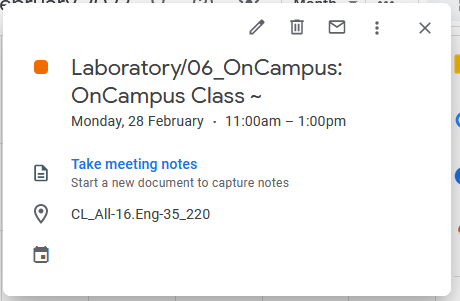 Month
Laboratory/06_OnCampus:
OnCampus Class ~
Monday, 28 February · 11:00am – 1:00pm
Take meeting notes
Start a new document to capture notes
CL_All-16.Eng-35_220